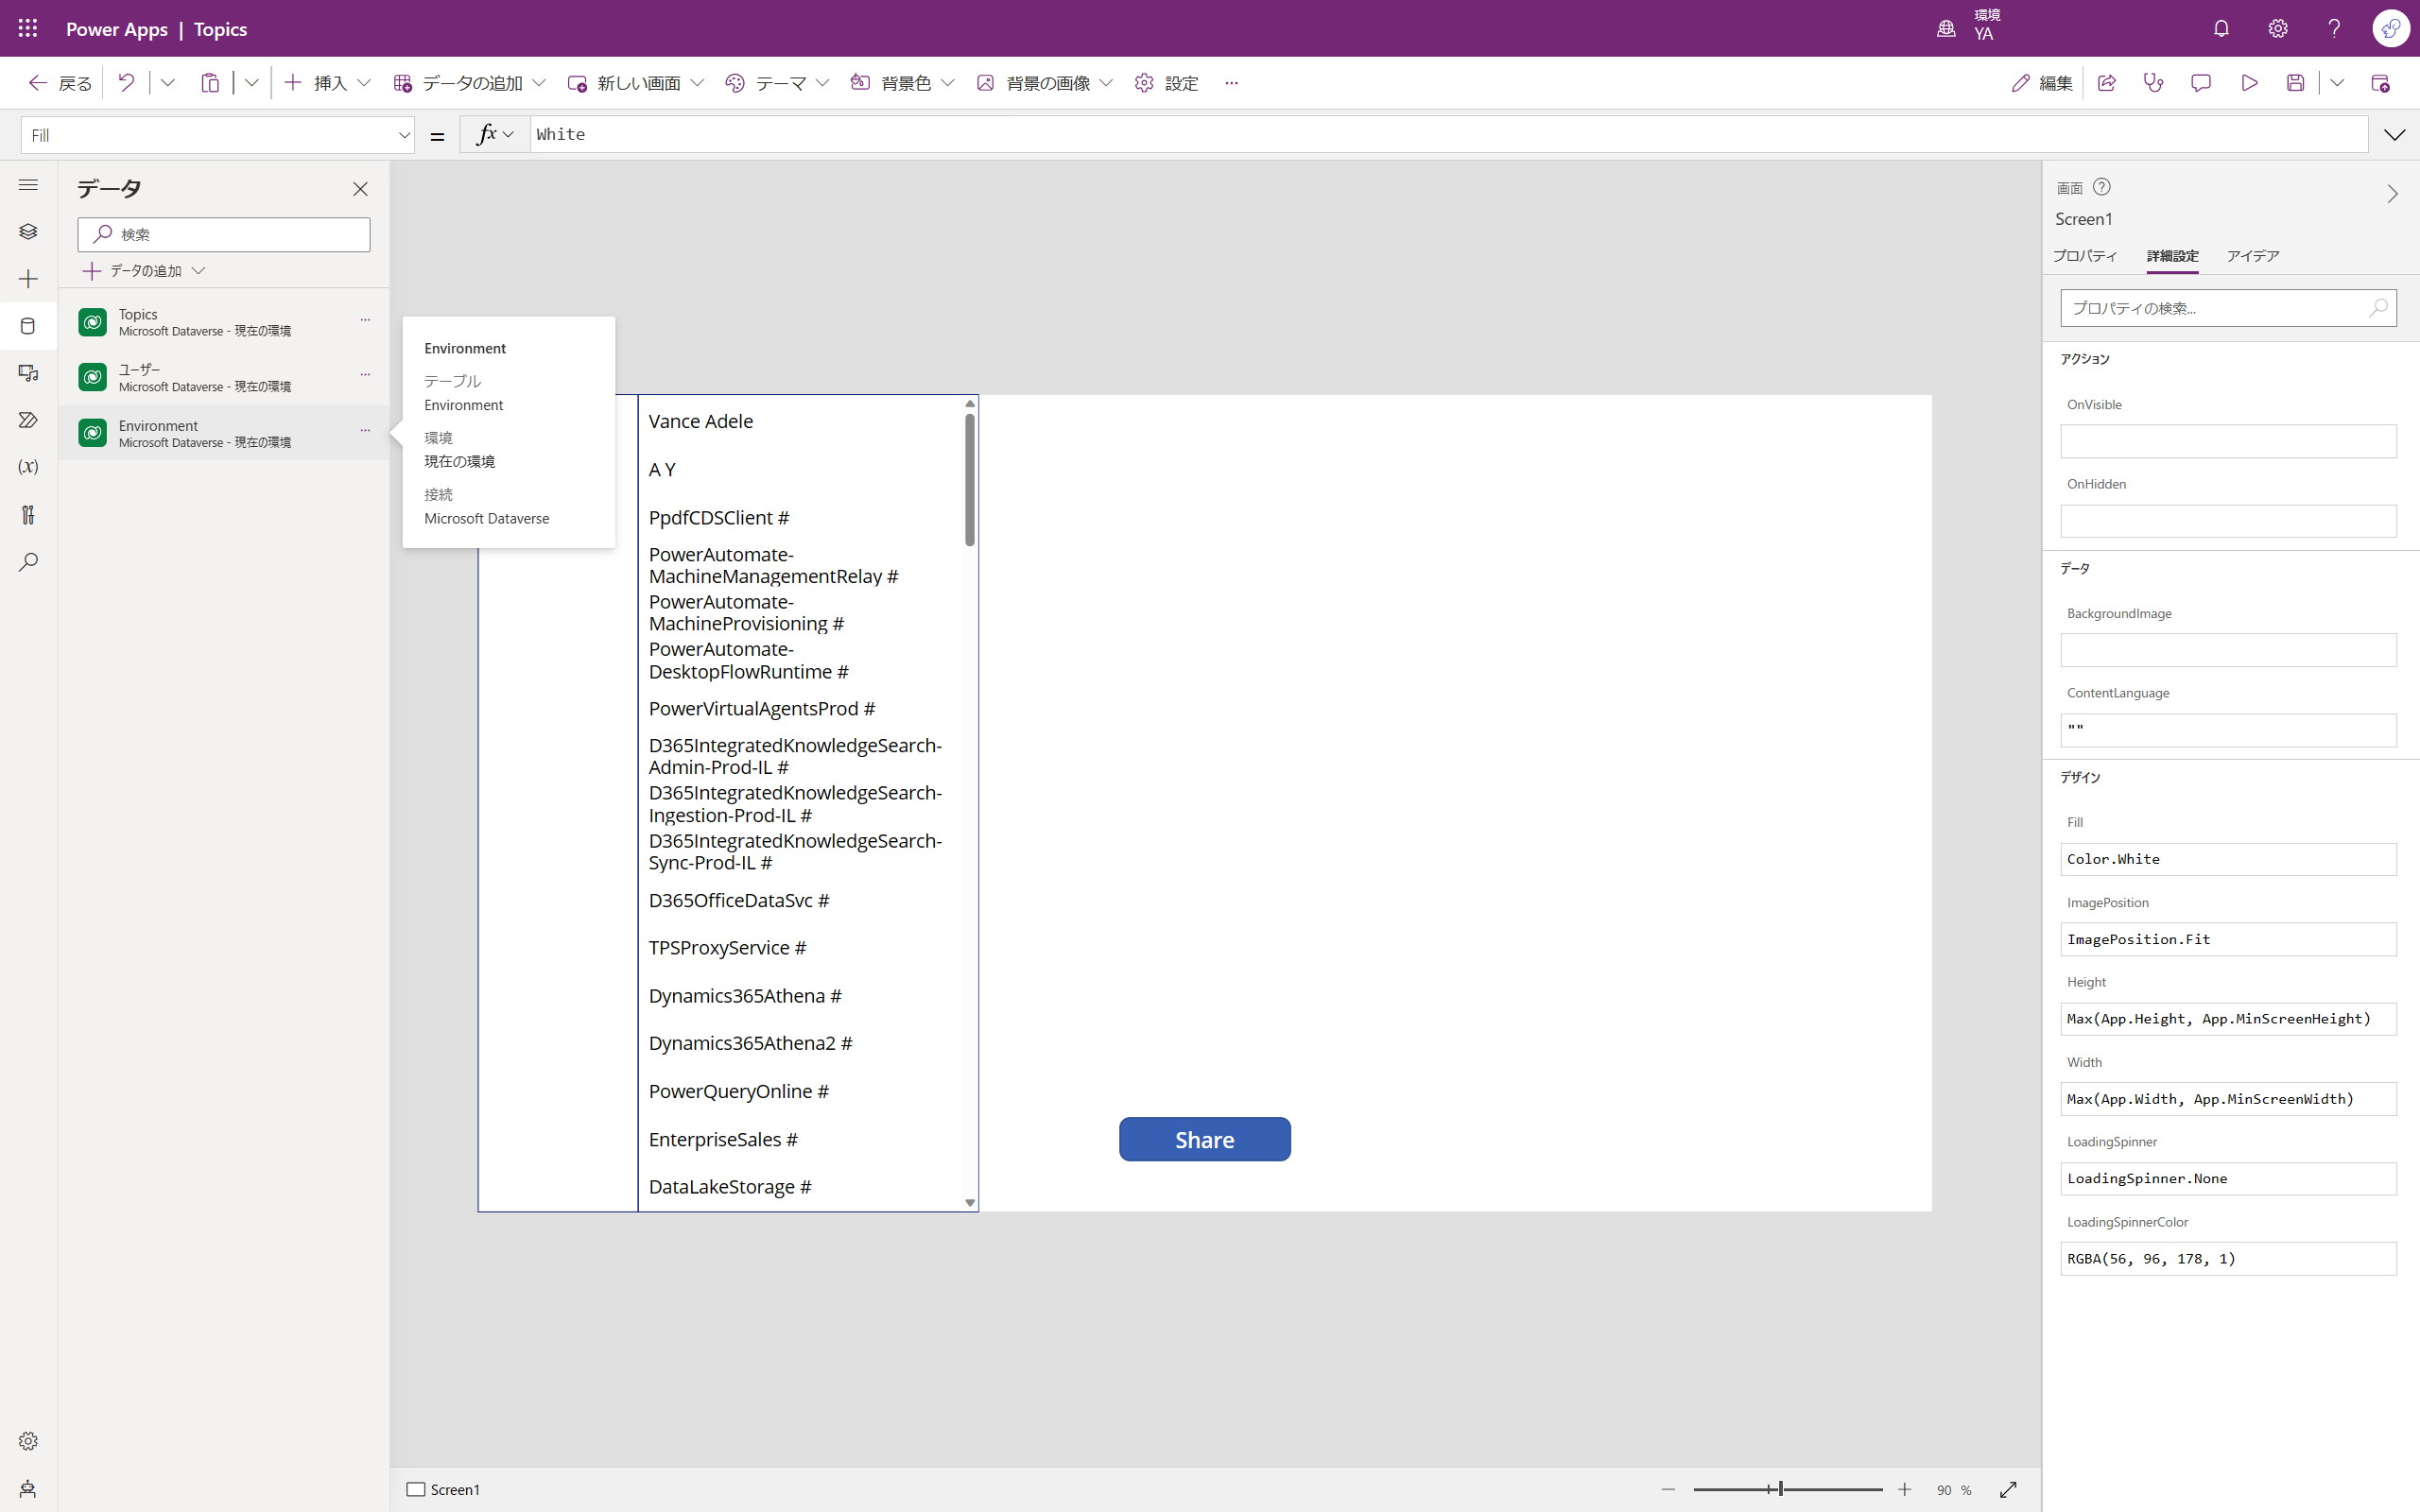 Power Apps | Topics
環境
YA
戻る
挿入
データの追加
新しい画面
テーマ
背景色
背景の画像
設定
...
編集
Fill
=
fx
White
データ
検索
データの追加
Topics
Microsoft Dataverse - 現在の環境
...
ユーザー
Microsoft Dataverse - 現在の環境
...
Environment
Microsoft Dataverse - 現在の環境
...
(x)
Environment
テーブル
Environment
環境
現在の環境
接続
Microsoft Dataverse
Vance Adele
A Y
PpdfCDSClient #
PowerAutomate-
MachineManagementRelay #
PowerAutomate-
MachineProvisioning #
PowerAutomate-
DesktopFlowRuntime #
PowerVirtualAgentsProd #
D365IntegratedKnowledgeSearch-
Admin-Prod-IL #
D365IntegratedKnowledgeSearch-
Ingestion-Prod-IL #
D365IntegratedKnowledgeSearch-
Sync-Prod-IL #
D365OfficeDataSvc #
TPSProxyService #
Dynamics365Athena #
Dynamics365Athena2 #
PowerQueryOnline #
EnterpriseSales #
DataLakeStorage #
Share
画面
Screen1
プロパティ
詳細設定
アイデア
プロパティの検索...
アクション
OnVisible
OnHidden
データ
BackgroundImage
ContentLanguage
""
デザイン
Fill
Color.White
ImagePosition
ImagePosition.Fit
Height
Max(App.Height, App.MinScreenHeight)
Width
Max(App.Width, App.MinScreenWidth)
LoadingSpinner
LoadingSpinner.None
LoadingSpinnerColor
RGBA(56, 96, 178, 1)
Screen1
90 %